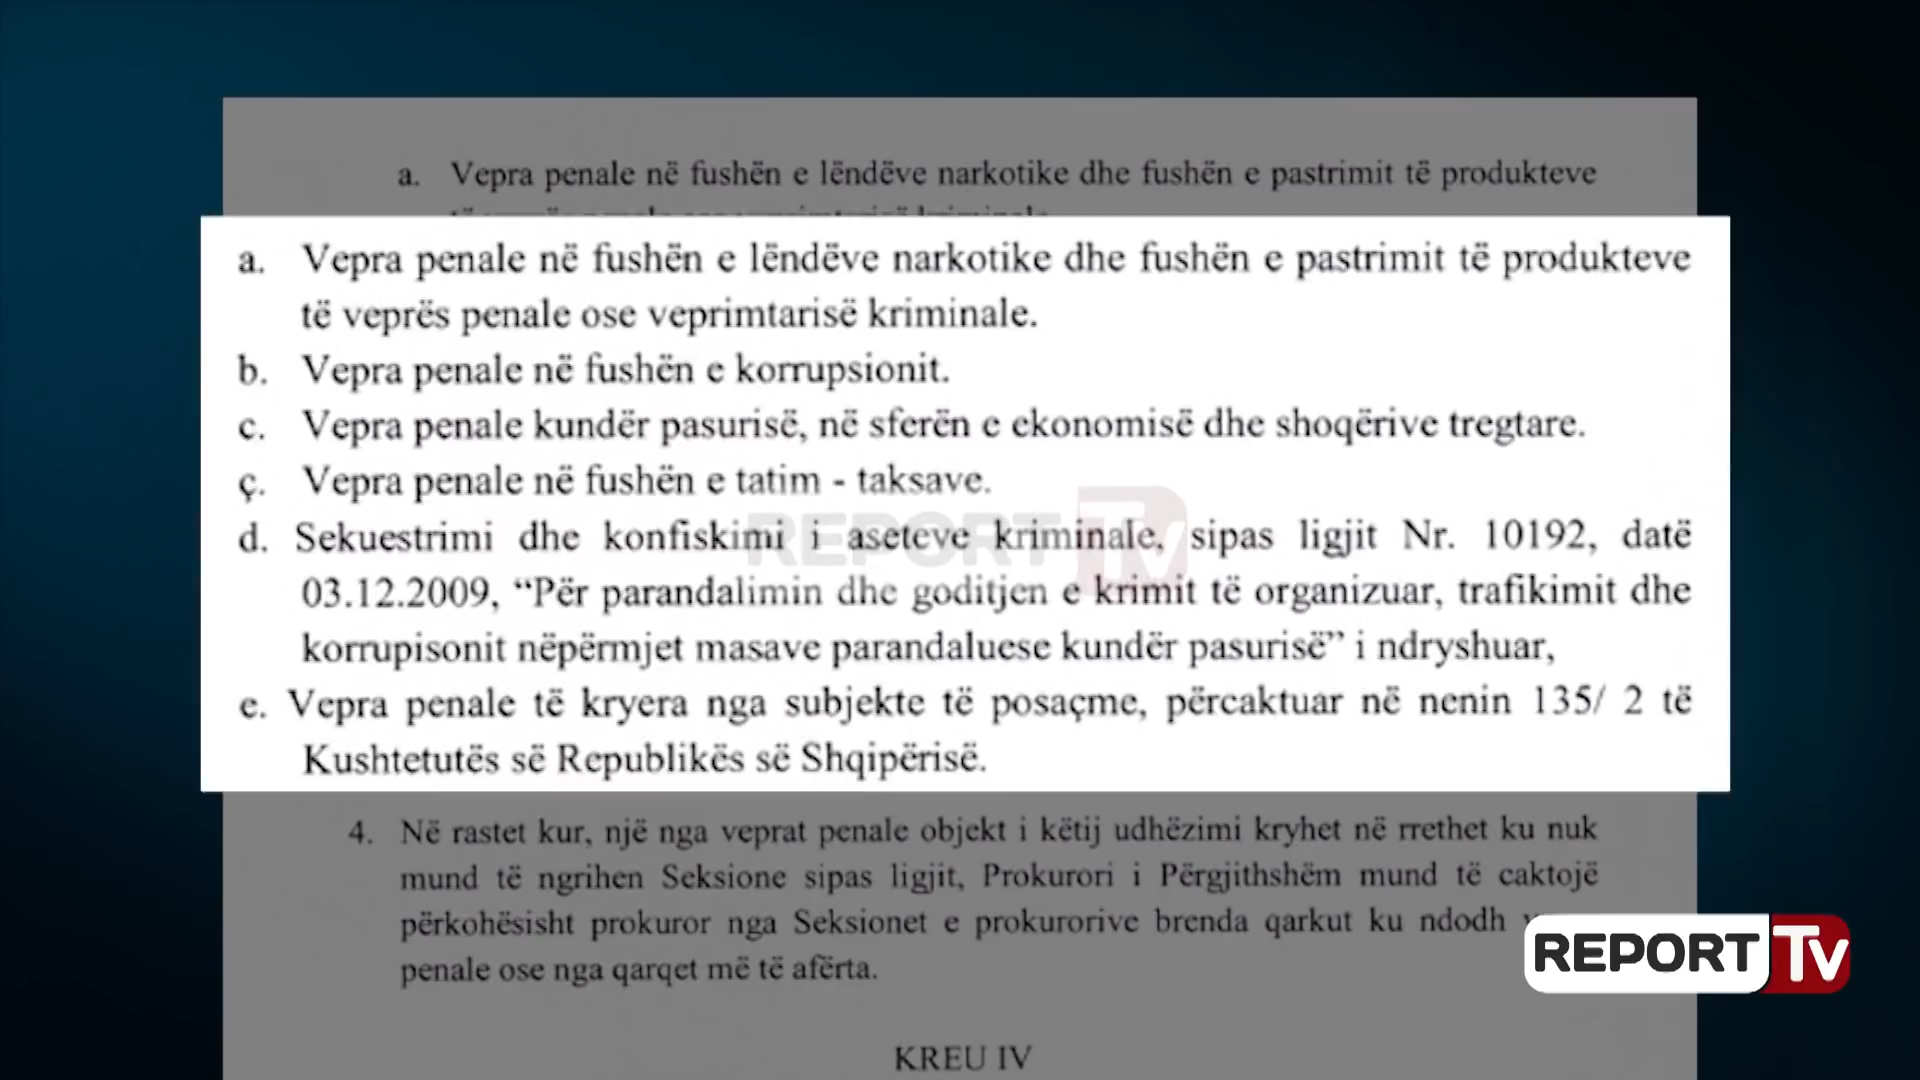 a. Vepra penale në fushën e lëndëve narkotike dhe fushën e pastrimit të produkteve
a. Vepra penale në fushën e lëndëve narkotike dhe fushën e pastrimit të produkteve
të veprës penale ose veprimtarisë kriminale.
b. Vepra penale në fushën e korrupsionit.
c. Vepra penale kundër pasurisë, në sferën e ekonomisë dhe shoqërive tregtare.
ç. Vepra penale në fushën e tatim - taksave.
d. Sekuestrimi dhe konfiskimi i aseteve kriminale, sipas ligjit Nr. 10192, datë
03.12.2009, “Për parandalimin dhe goditjen e krimit të organizuar, trafikimit dhe
korrupisonit nëpërmjet masave parandaluese kundër pasurisë” i ndryshuar,
e. Vepra penale të kryera nga subjekte të posaçme, përcaktuar në nenin 135/ 2 të
Kushtetutës së Republikës së Shqipërisë.
REPORT Tv
4. Në rastet kur, një nga veprat penale objekt i këtij udhëzimi kryhet në rrethet ku nuk
mund të ngrihen Seksione sipas ligjit, Prokurori i Përgjithshëm mund të caktojë
përkohësisht prokuror nga Seksionet e prokurorive brenda qarkut ku ndodh
penale ose nga qarqet më të afërta.
REPORT Tv
KREU IV